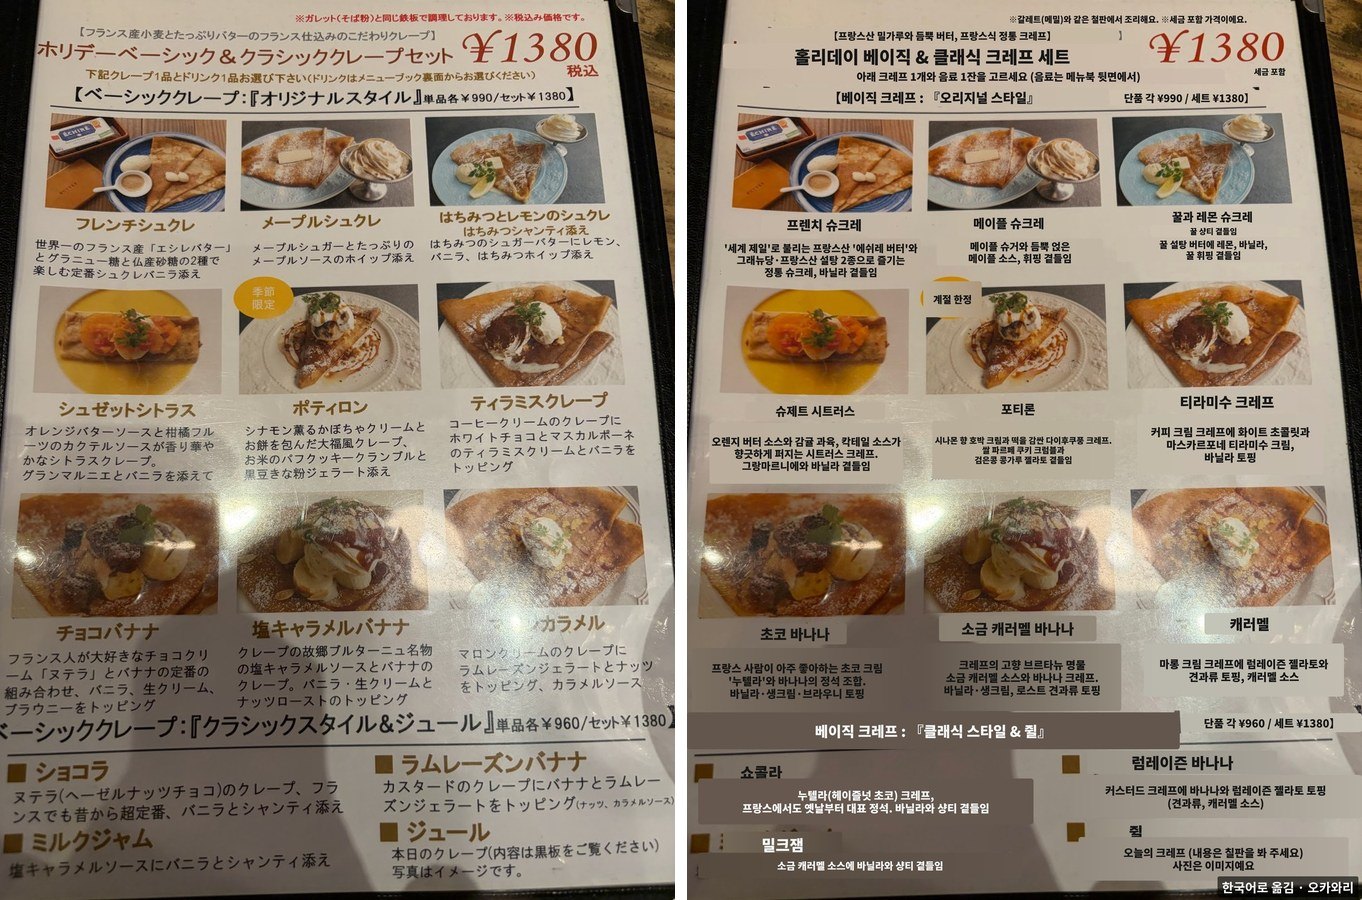 ※ガレット(そば粉)と同じ鉄板で調理しております。※税込み価格です。
【フランス産小麦とたっぷりバターのフランス仕込みのこだわりクレープ】
ホリデーベーシック&クラシッククレープセット ¥1380
税込
下記クレープ1品とドリンク1品お選び下さい(ドリンクはメニューブック裏面からお選びください)
【ベーシッククレープ:『オリジナルスタイル』単品各¥990/セット¥1380】
ECHIRE
フレンチシュクレ
世界一のフランス産「エシレバター」
とグラニュー糖と仏産砂糖の2種で
楽しむ定番シュクレバニラ添え
メープルシュクレ
メープルシュガーとたっぷりの
メープルソースのホイップ添え
はちみつとレモンのシュクレ
はちみつシャンティ添え
はちみつのシュガーバターにレモン、
バニラ、はちみつホイップ添え
季節
限定
シュゼットシトラス
オレンジバターソースと柑橘フル
ーツのカクテルソースが香り華や
かなシトラスクレープ。
グランマルニエとバニラを添えて
ポティロン
シナモン薫るかぼちゃクリームと
お餅を包んだ大福風クレープ、
お米のパフクッキークランブルと
黒豆きな粉ジェラート添え
ティラミスクレープ
コーヒークリームのクレープに
ホワイトチョコとマスカルポーネ
のティラミスクリームとバニラを
トッピング
チョコバナナ
フランス人が大好きなチョコクリ
ーム「ヌテラ」とバナナの定番の
組み合わせ、バニラ、生クリーム、
ブラウニーをトッピング
塩キャラメルバナナ
クレープの故郷ブルターニュ名物
の塩キャラメルソースとバナナの
クレープ。バニラ・生クリームと
ナッツローストのトッピング
カラメル
マロンクリームのクレープに
ラムレーズンジェラートとナッツ
をトッピング、カラメルソース
ベーシッククレープ:『クラシックスタイル&ジュール』単品各¥960/セット¥1380】
■ ショコラ
ヌテラ(ヘーゼルナッツチョコ)のクレープ、フラ
ンスでも昔から超定番、バニラとシャンティ添え
■ ミルクジャム
塩キャラメルソースにバニラとシャンティ添え
■ ラムレーズンバナナ
カスタードのクレープにバナナとラムレー
ズンジェラートをトッピング(ナッツ、カラメルソース)
■ ジュール
本日のクレープ(内容は黒板をご覧ください)
写真はイメージです。
※갈레트(메밀)와 같은 철판에서 조리해요. ※세금 포함 가격이에요.
【프랑스산 밀가루와 듬뿍 버터, 프랑스식 정통 크레프】
홀리데이 베이직 & 클래식 크레프 세트 ¥1380
세금 포함
아래 크레프 1개와 음료 1잔을 고르세요 (음료는 메뉴북 뒷면에서)
【베이직 크레프 : 『오리지널 스타일』 단품 각 ¥990 / 세트 ¥1380】
ECHIRE
프렌치 슈크레
'세계 제일'로 불리는 프랑스산 '에쉬레 버터'와
그래뉴당·프랑스산 설탕 2종으로 즐기는
정통 슈크레, 바닐라 곁들임
메이플 슈크레
메이플 슈거와 듬뿍 얹은
메이플 소스, 휘핑 곁들임
꿀과 레몬 슈크레
꿀 샹티 곁들임
꿀 설탕 버터에 레몬, 바닐라,
꿀 휘핑 곁들임
계절 한정
슈제트 시트러스
오렌지 버터 소스와 감귤 과육, 칵테일 소스가
향긋하게 퍼지는 시트러스 크레프.
그랑마르니에와 바닐라 곁들임
포티론
시나몬 향 호박 크림과 떡을 감싼 다이후쿠풍 크레프.
쌀 파르페 쿠키 크럼블과
검은콩 콩가루 젤라토 곁들임
티라미수 크레프
커피 크림 크레프에 화이트 초콜릿과
마스카르포네 티라미수 크림,
바닐라 토핑
초코 바나나
프랑스 사람이 아주 좋아하는 초코 크림
'누텔라'와 바나나의 정석 조합.
바닐라·생크림·브라우니 토핑
소금 캐러멜 바나나
크레프의 고향 브르타뉴 명물
소금 캐러멜 소스와 바나나 크레프.
바닐라·생크림, 로스트 견과류 토핑
캐러멜
마롱 크림 크레프에 럼레이즌 젤라토와
견과류 토핑, 캐러멜 소스
베이직 크레프 : 『클래식 스타일 & 쥘』 단품 각 ¥960 / 세트 ¥1380】
쇼콜라
누텔라(헤이즐넛 초코) 크레프,
프랑스에서도 옛날부터 대표 정석. 바닐라와 샹티 곁들임
밀크잼
소금 캐러멜 소스에 바닐라와 샹티 곁들임
럼레이즌 바나나
커스터드 크레프에 바나나와 럼레이즌 젤라토 토핑
(견과류, 캐러멜 소스)
쥘
오늘의 크레프 (내용은 칠판을 봐 주세요)
사진은 이미지예요
한국어로 옮김 · 오카와리